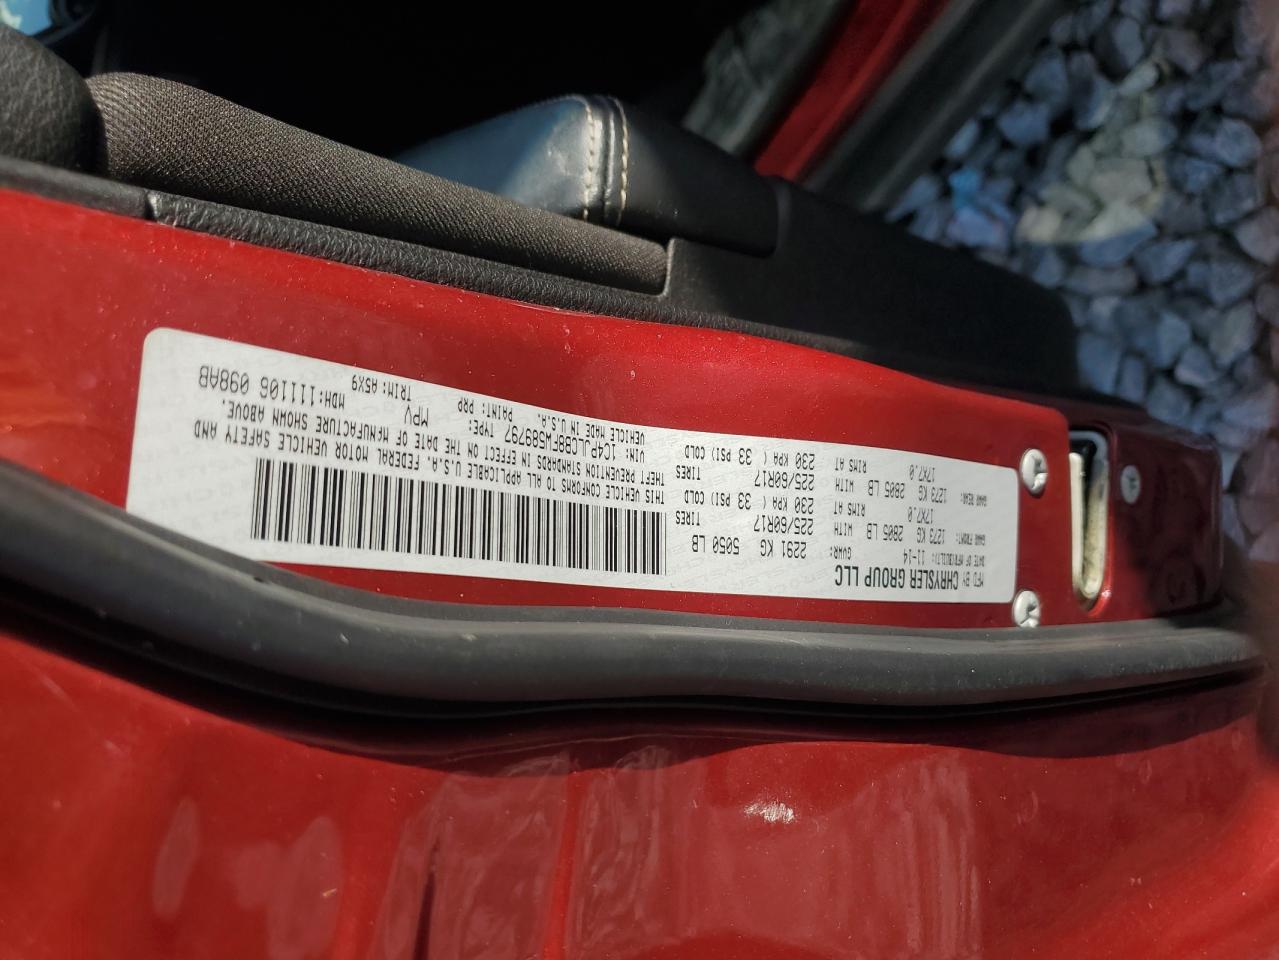 MFD BY CHRYSLER GROUP LLC
DATE OF MFR(BUILT): 11-14 GVWR: 2291 KG 5050 LB
GAWR FRONT: 1273 KG 2805 LB WITH 225/60R17 TIRES
17X7.0 RIMS AT 230 KPA ( 33 PSI) COLD
GAWR REAR: 1273 KG 2805 LB WITH 225/60R17 TIRES
17X7.0 RIMS AT 230 KPA ( 33 PSI) COLD
THIS VEHICLE CONFORMS TO ALL APPLICABLE U.S.A. FEDERAL MOTOR VEHICLE SAFETY AND
THEFT PREVENTION STANDARDS IN EFFECT ON THE DATE OF MANUFACTURE SHOWN ABOVE.
VIN: 1C4PJLCB8FW589797 TYPE: MPV MDH:111106 098AB
VEHICLE MADE IN U.S.A. PAINT: PRP TRIM: A5X9